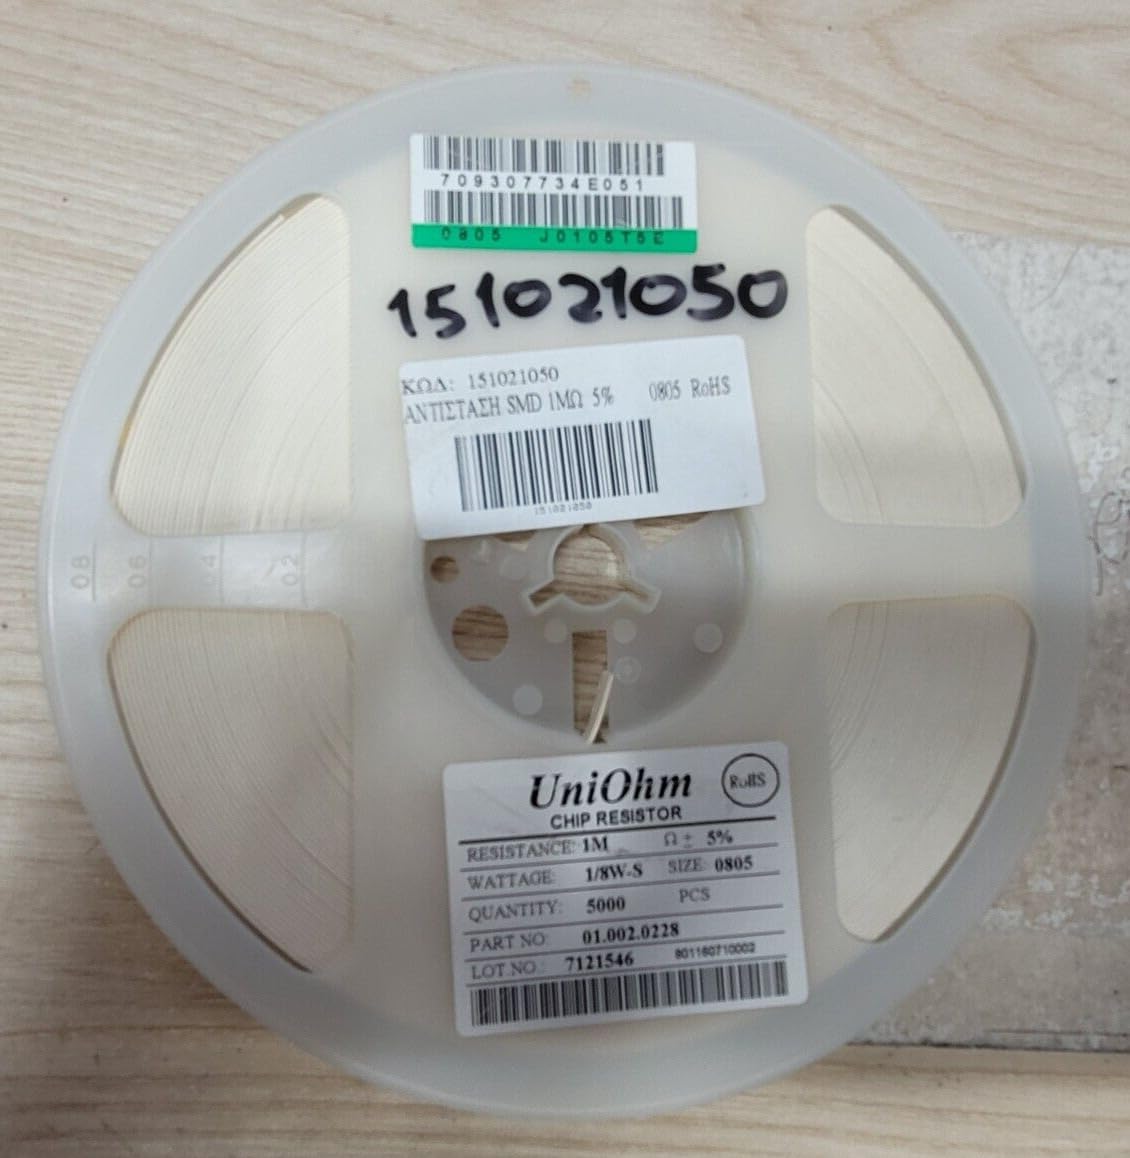 709307734E051
0805 J0105T5E
151021050
ΚΩΔ: 151021050
ΑΝΤΙΣΤΑΣΗ SMD 1MΩ 5% 0805 RoHS
151021050
08 06 04 02
UniOhm RoHS
CHIP RESISTOR
RESISTANCE: 1M Ω ± 5%
WATTAGE: 1/8W-S SIZE: 0805
QUANTITY: 5000 PCS
PART NO: 01.002.0228
LOT.NO.: 7121546 801160710002